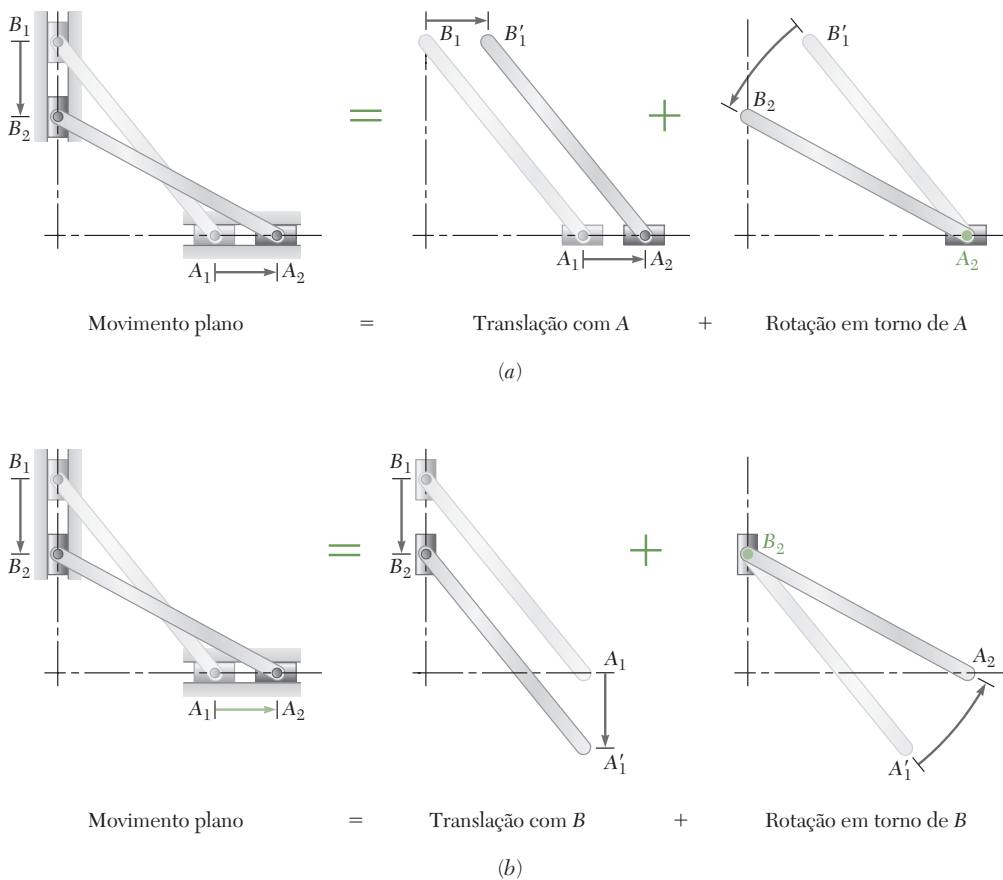 B₁
B₂
A₁ A₂
=
B₁ B′₁
A₁ A₂
+
B′₁
B₂
A₂
Movimento plano = Translação com A + Rotação em torno de A
(a)
B₁
B₂
A₁ A₂
=
B₁
B₂
A₁
A′₁
+
B₂
A₂
A′₁
Movimento plano = Translação com B + Rotação em torno de B
(b)